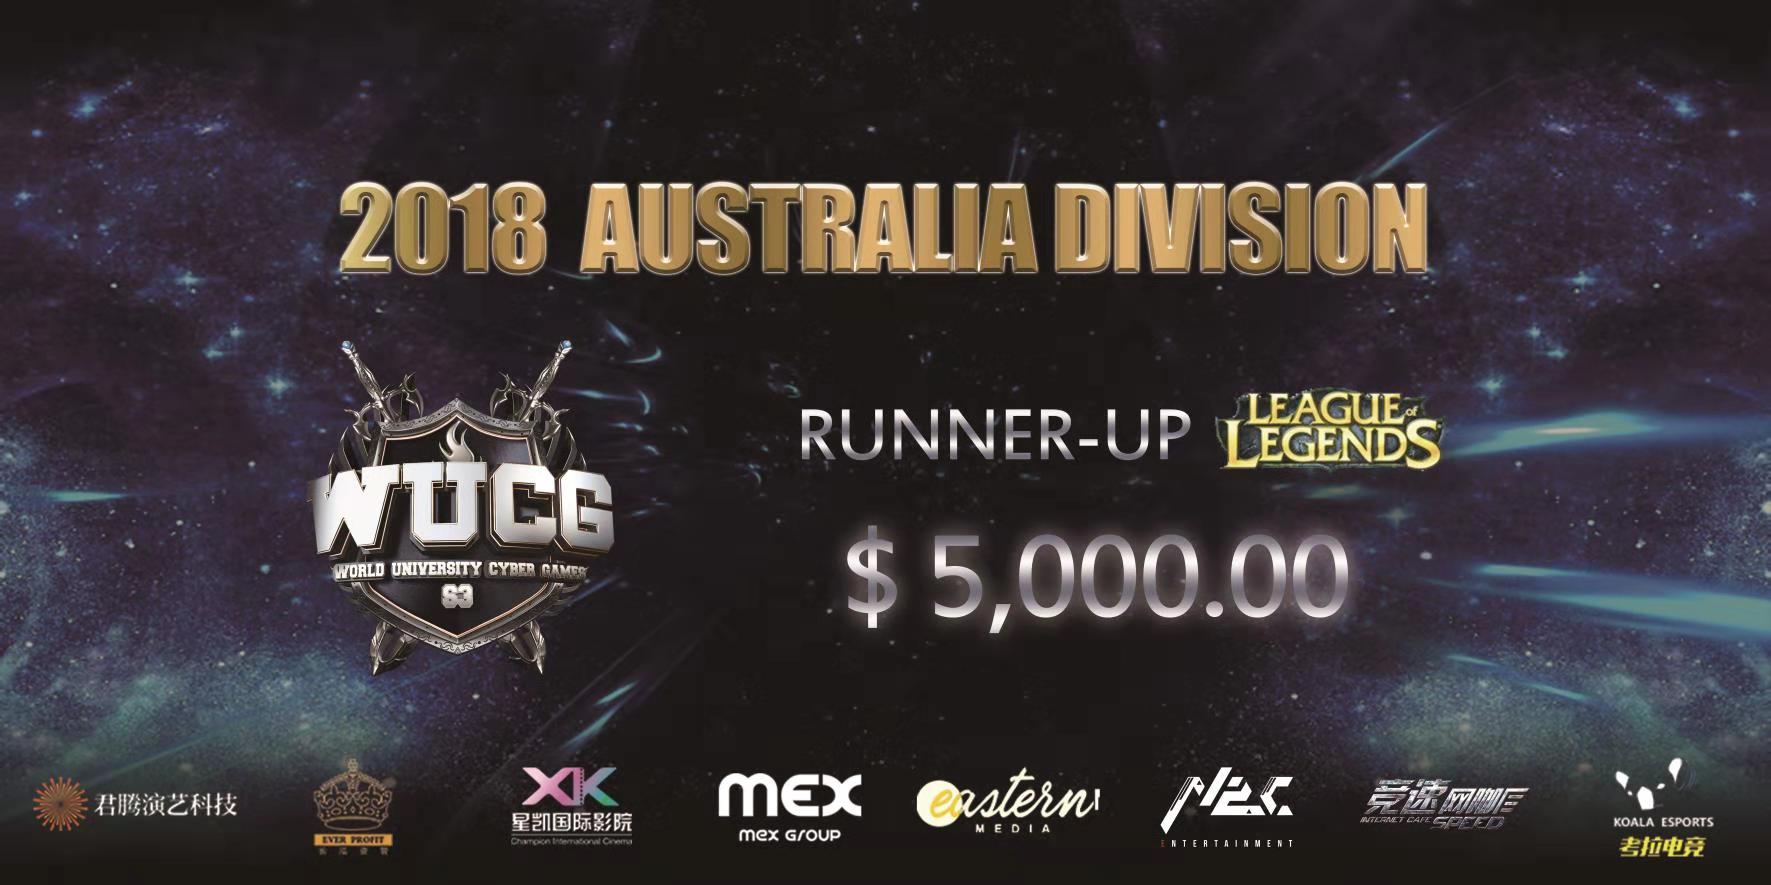 2018 AUSTRALIA DIVISION
RUNNER-UP LEAGUE of LEGENDS
$ 5,000.00
WUCG
WORLD UNIVERSITY CYBER GAMES
S3
君腾演艺科技
EVER PROFIT
XK
星凯国际影院
Champion International Cinema
mex
mex GrouP
eastern
MEDIA
ENTERTAINMENT
竞速网咖
INTERNET CAFE SPEED
KOALA ESPORTS
考拉电竞